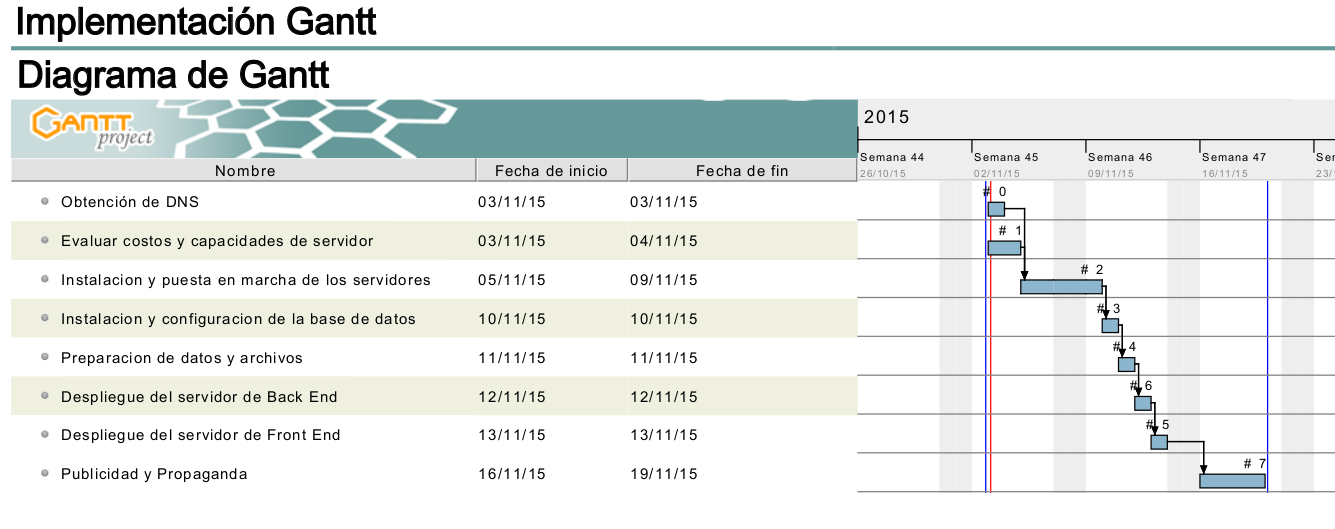 Implementación Gantt
Diagrama de Gantt
GANTT project
2015
Semana 44 Semana 45 Semana 46 Semana 47 Ser
26/10/15 02/11/15 09/11/15 16/11/15 23/
Nombre Fecha de inicio Fecha de fin
Obtención de DNS 03/11/15 03/11/15 # 0
Evaluar costos y capacidades de servidor 03/11/15 04/11/15 # 1
Instalacion y puesta en marcha de los servidores 05/11/15 09/11/15 # 2
Instalacion y configuracion de la base de datos 10/11/15 10/11/15 # 3
Preparacion de datos y archivos 11/11/15 11/11/15 # 4
Despliegue del servidor de Back End 12/11/15 12/11/15 # 6
Despliegue del servidor de Front End 13/11/15 13/11/15 # 5
Publicidad y Propaganda 16/11/15 19/11/15 # 7